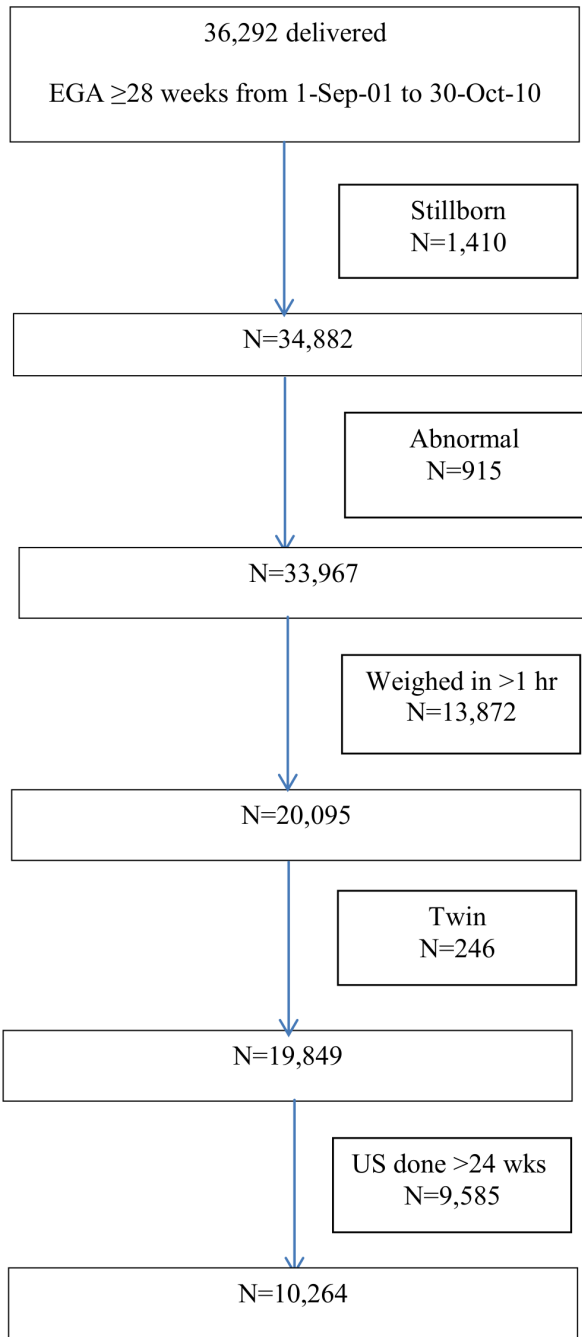 36,292 delivered
EGA ≥28 weeks from 1-Sep-01 to 30-Oct-10
Stillborn
N=1,410
N=34,882
Abnormal
N=915
N=33,967
Weighed in >1 hr
N=13,872
N=20,095
Twin
N=246
N=19,849
US done >24 wks
N=9,585
N=10,264